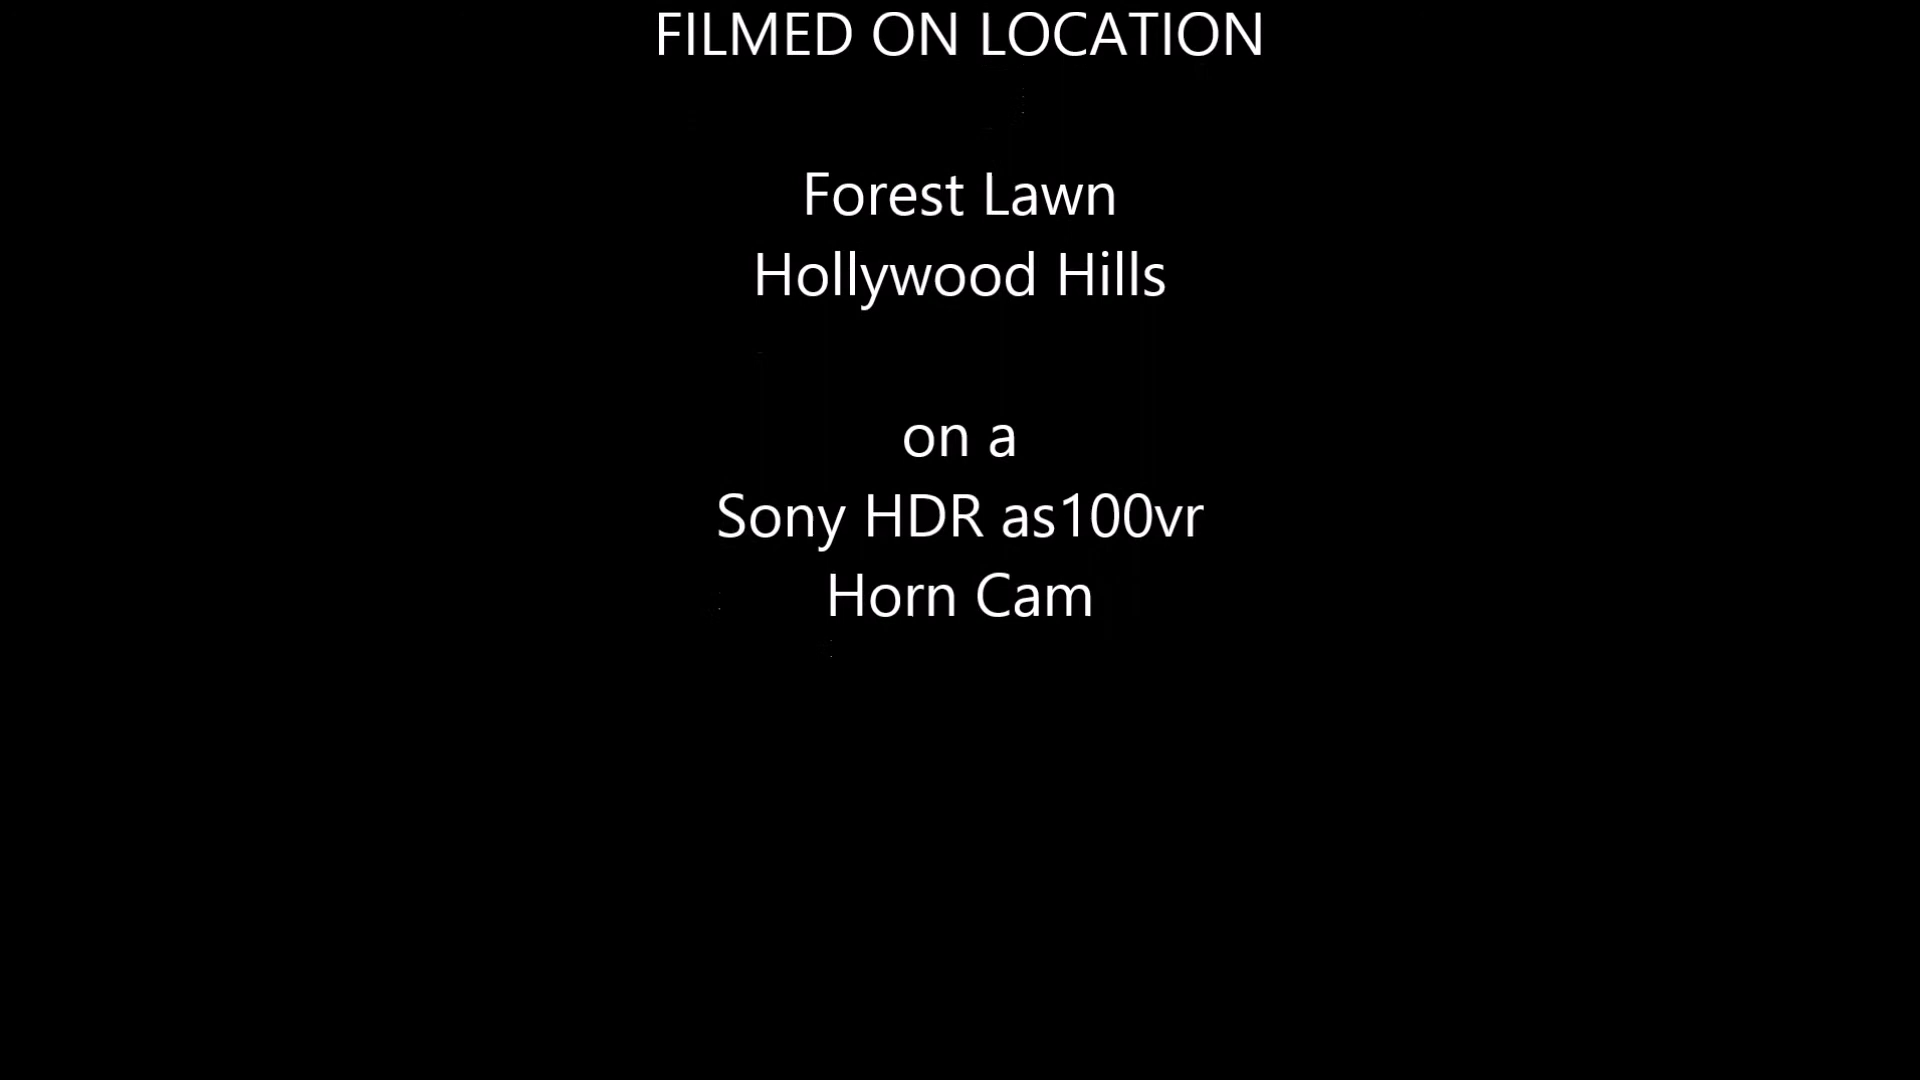 FILMED ON LOCATION
Forest Lawn
Hollywood Hills
on a
Sony HDR as100vr
Horn Cam